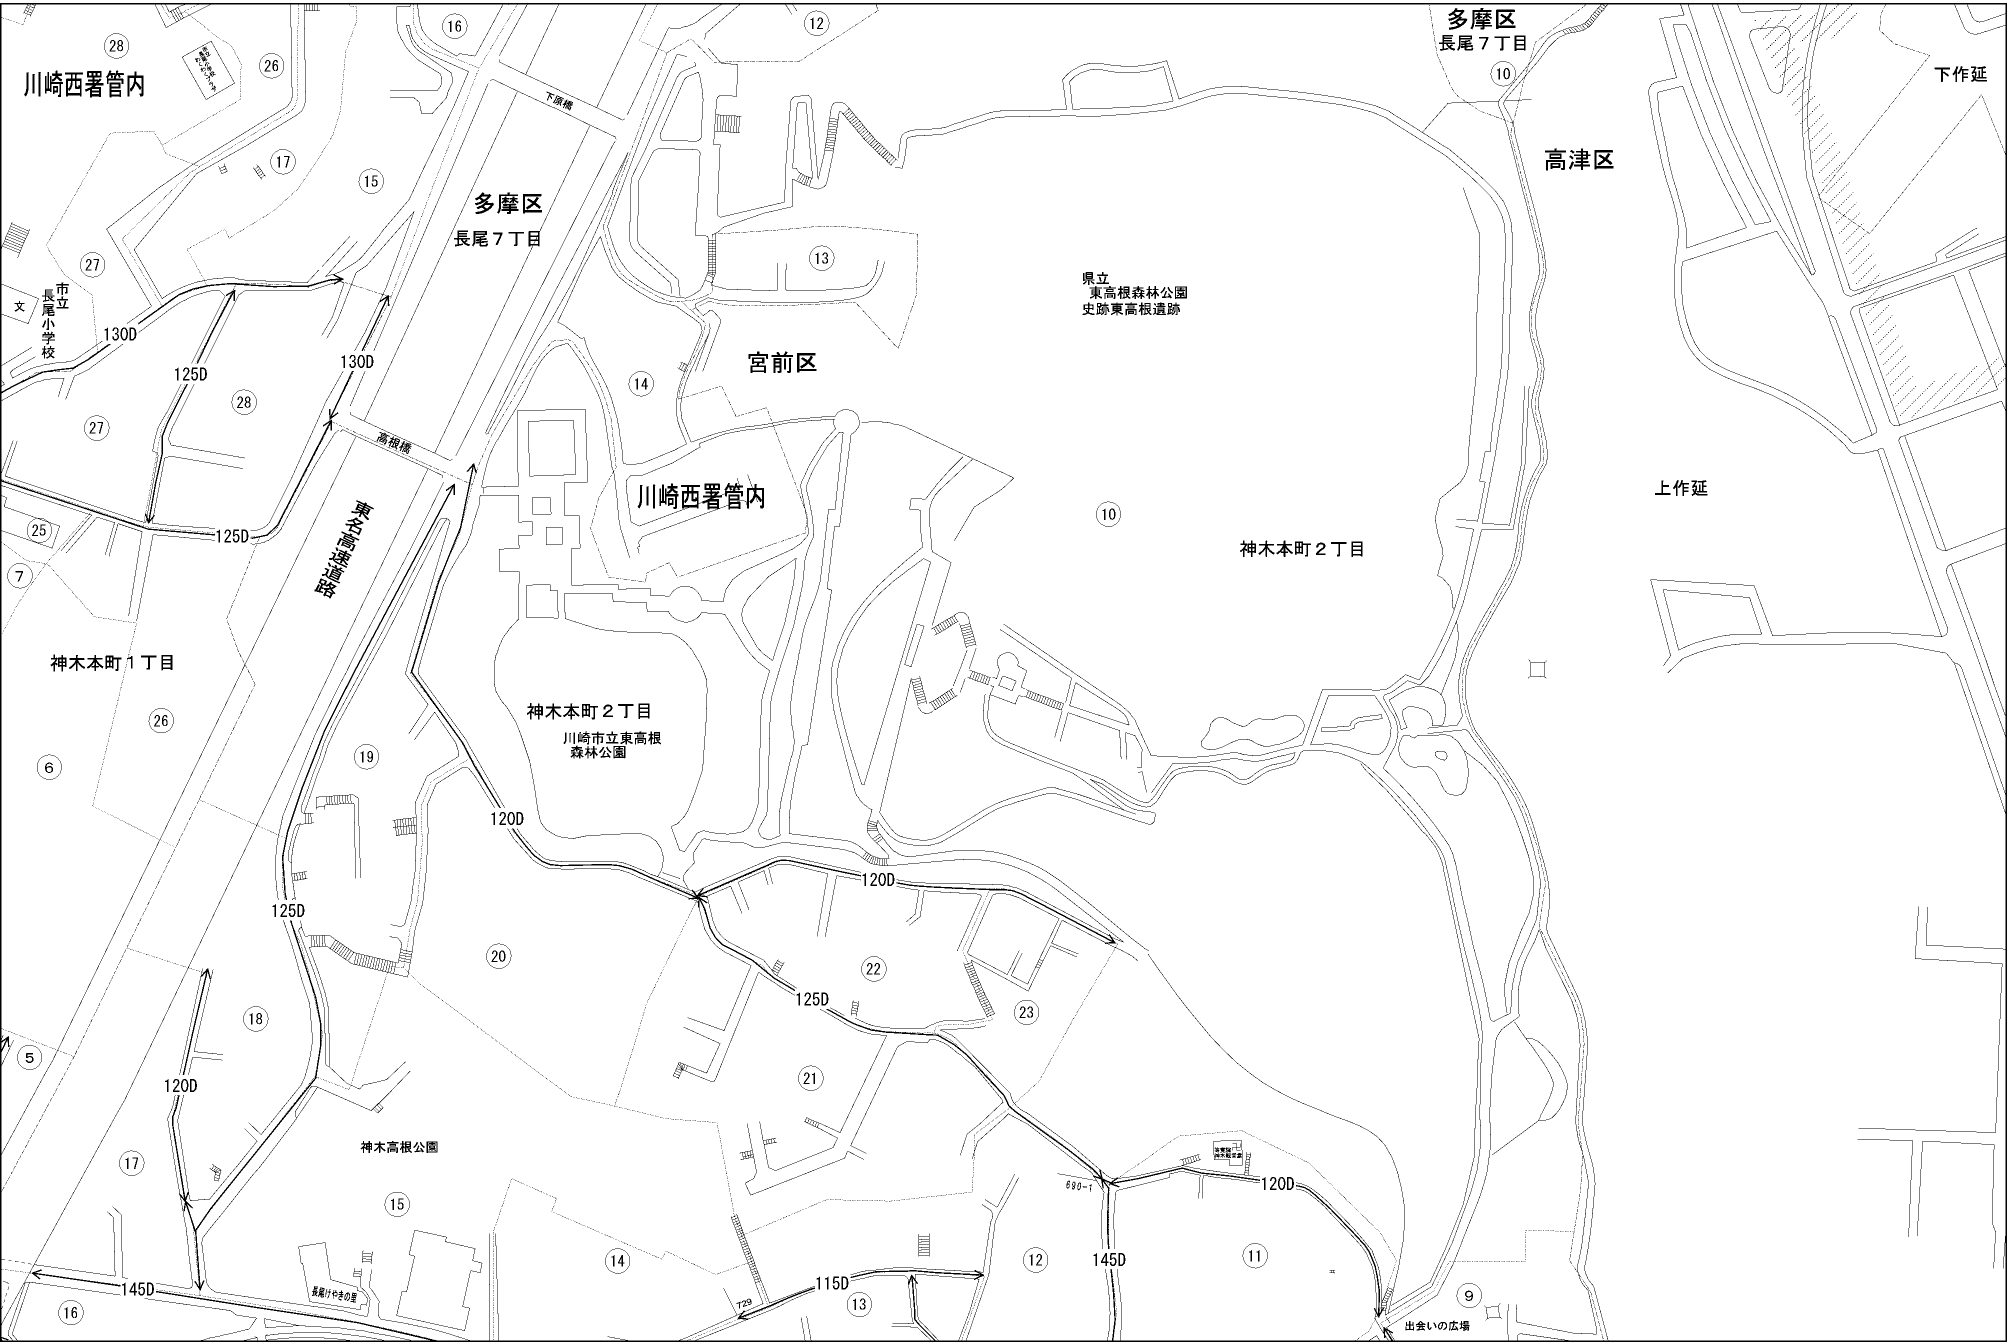 16
12
多摩区
長尾７丁目
28
26
川崎西署管内
10
下作延
下原橋
17
15
高津区
多摩区
長尾７丁目
13
27
市立
長尾小学校
文
県立
東高根森林公園
史跡東高根遺跡
130D
130D
125D
宮前区
14
28
27
高根橋
川崎西署管内
上作延
10
25
125D
東名高速道路
神木本町２丁目
7
神木本町１丁目
26
神木本町２丁目
川崎市立東高根
森林公園
19
6
120D
120D
125D
20
22
125D
18
23
5
120D
21
神木高根公園
17
690-1
120D
15
14
12
145D
11
145D
長尾けやきの里
115D
729
16
13
9
出会いの広場